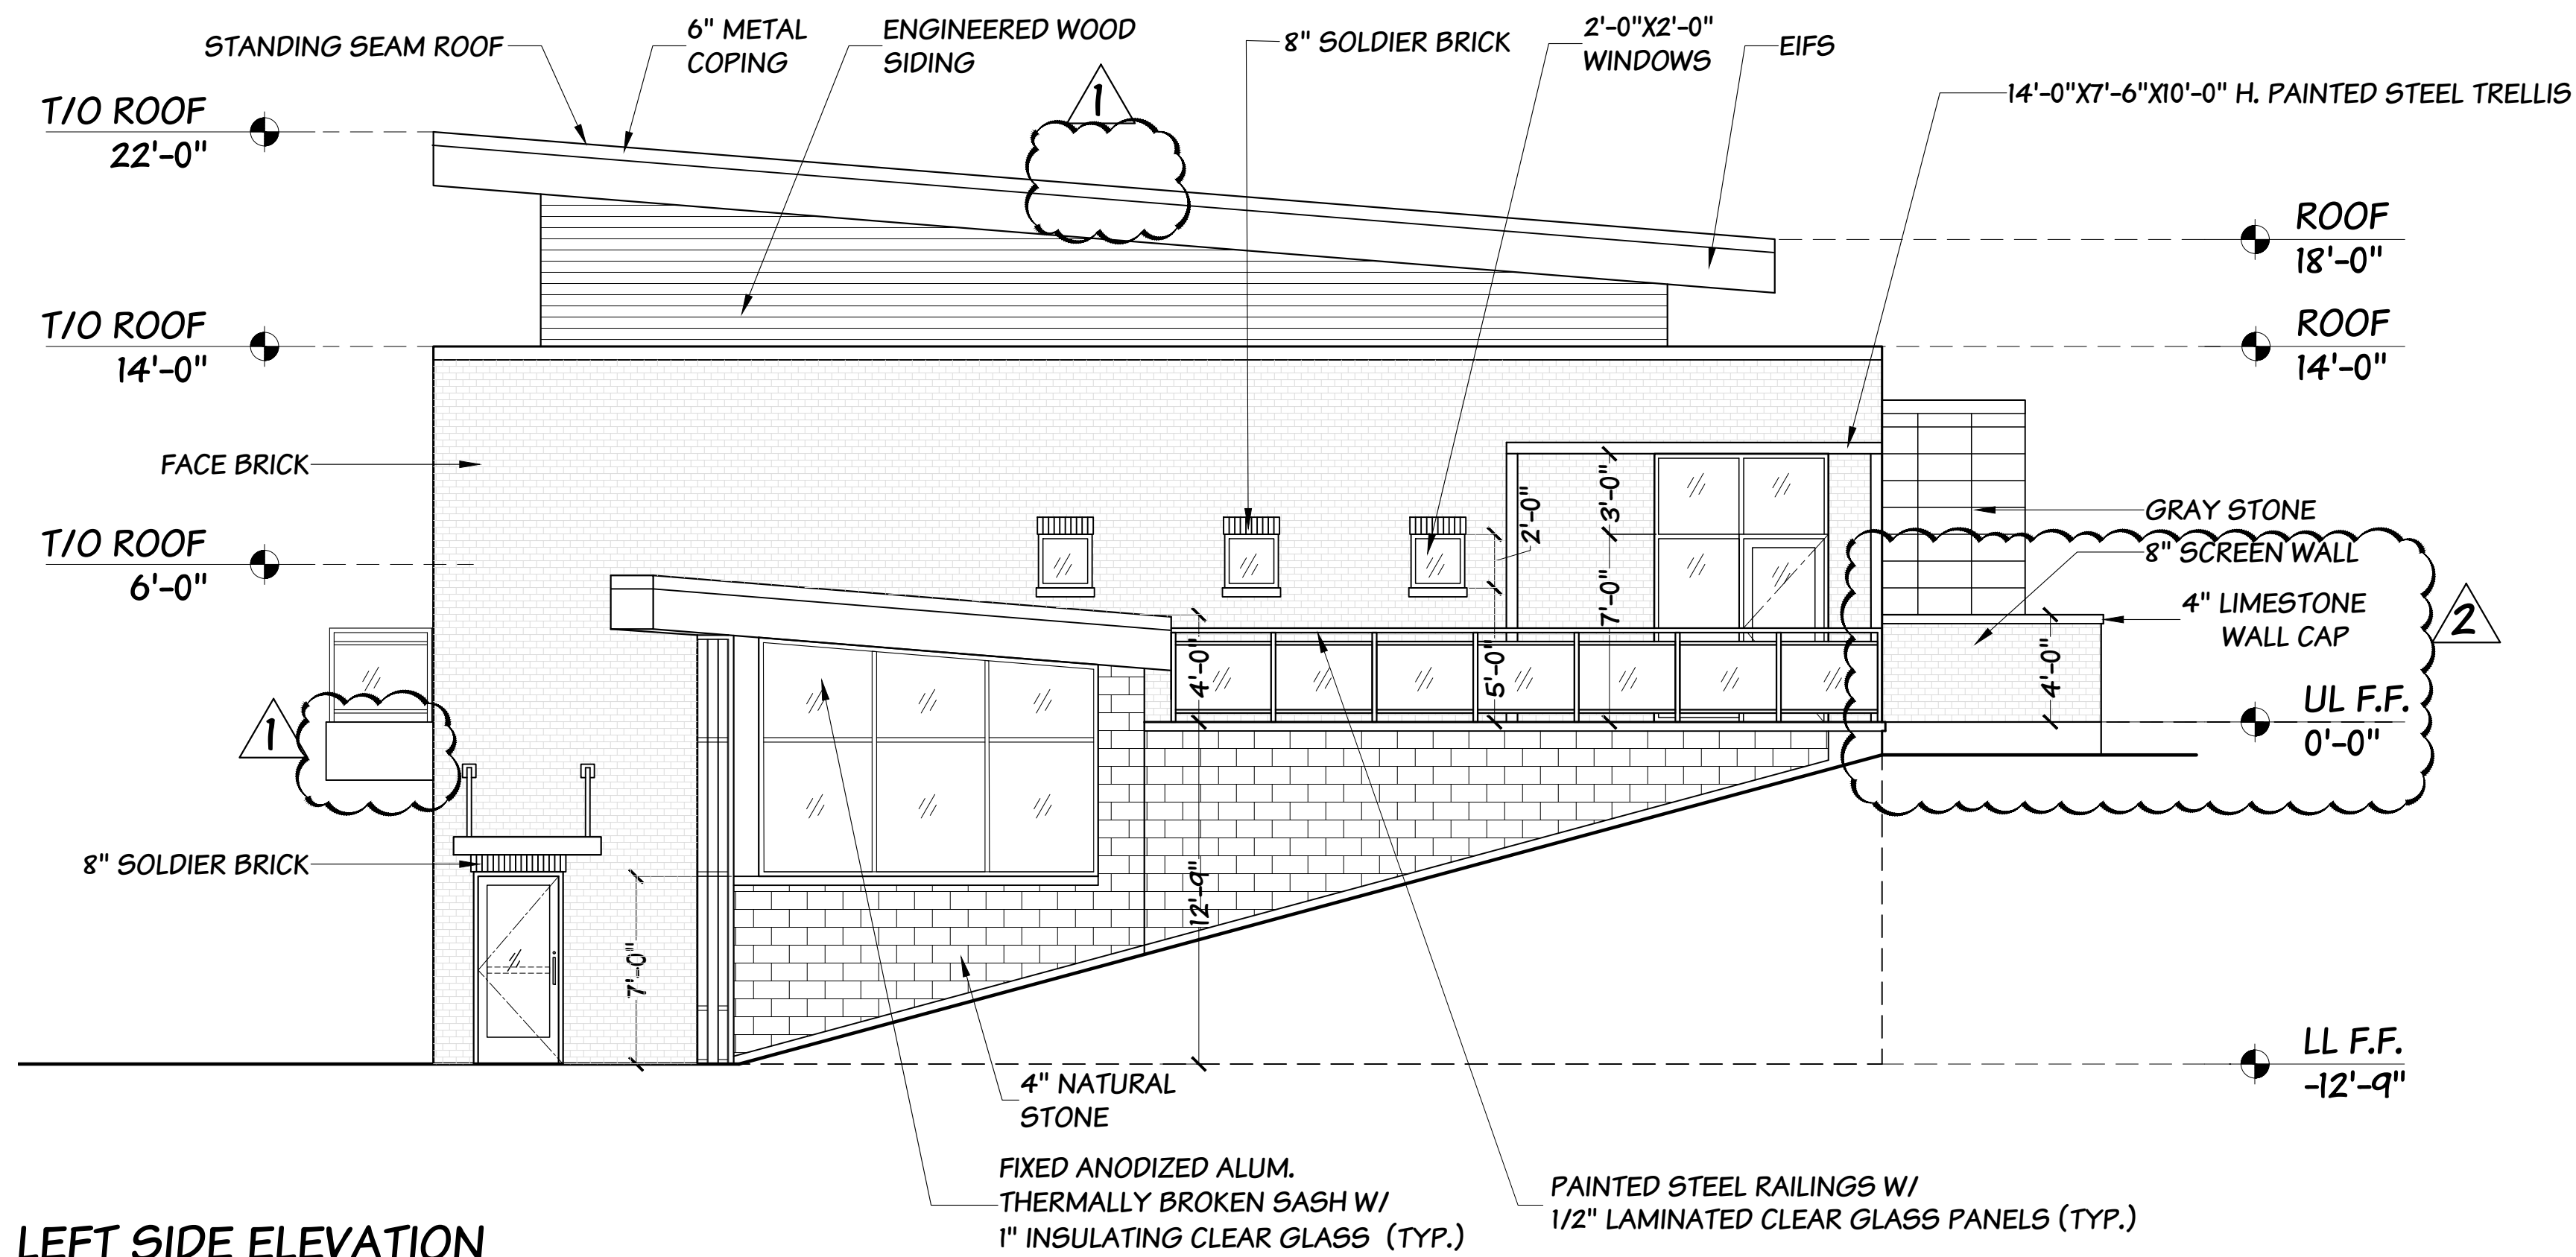 STANDING SEAM ROOF
6" METAL
COPING
ENGINEERED WOOD
SIDING
8" SOLDIER BRICK
2'-0"X2'-0"
WINDOWS
EIFS
14'-0"X7'-6"X10'-0" H. PAINTED STEEL TRELLIS
1
T/O ROOF
22'-0"
ROOF
18'-0"
T/O ROOF
14'-0"
ROOF
14'-0"
FACE BRICK
T/O ROOF
6'-0"
2'-0"
3'-0"
7'-0"
GRAY STONE
8" SCREEN WALL
4" LIMESTONE
WALL CAP
2
4'-0"
5'-0"
4'-0"
UL F.F.
0'-0"
1
8" SOLDIER BRICK
7'-0"
12'-9"
LL F.F.
-12'-9"
4" NATURAL
STONE
FIXED ANODIZED ALUM.
THERMALLY BROKEN SASH W/
1" INSULATING CLEAR GLASS (TYP.)
PAINTED STEEL RAILINGS W/
1/2" LAMINATED CLEAR GLASS PANELS (TYP.)
LEFT SIDE ELEVATION